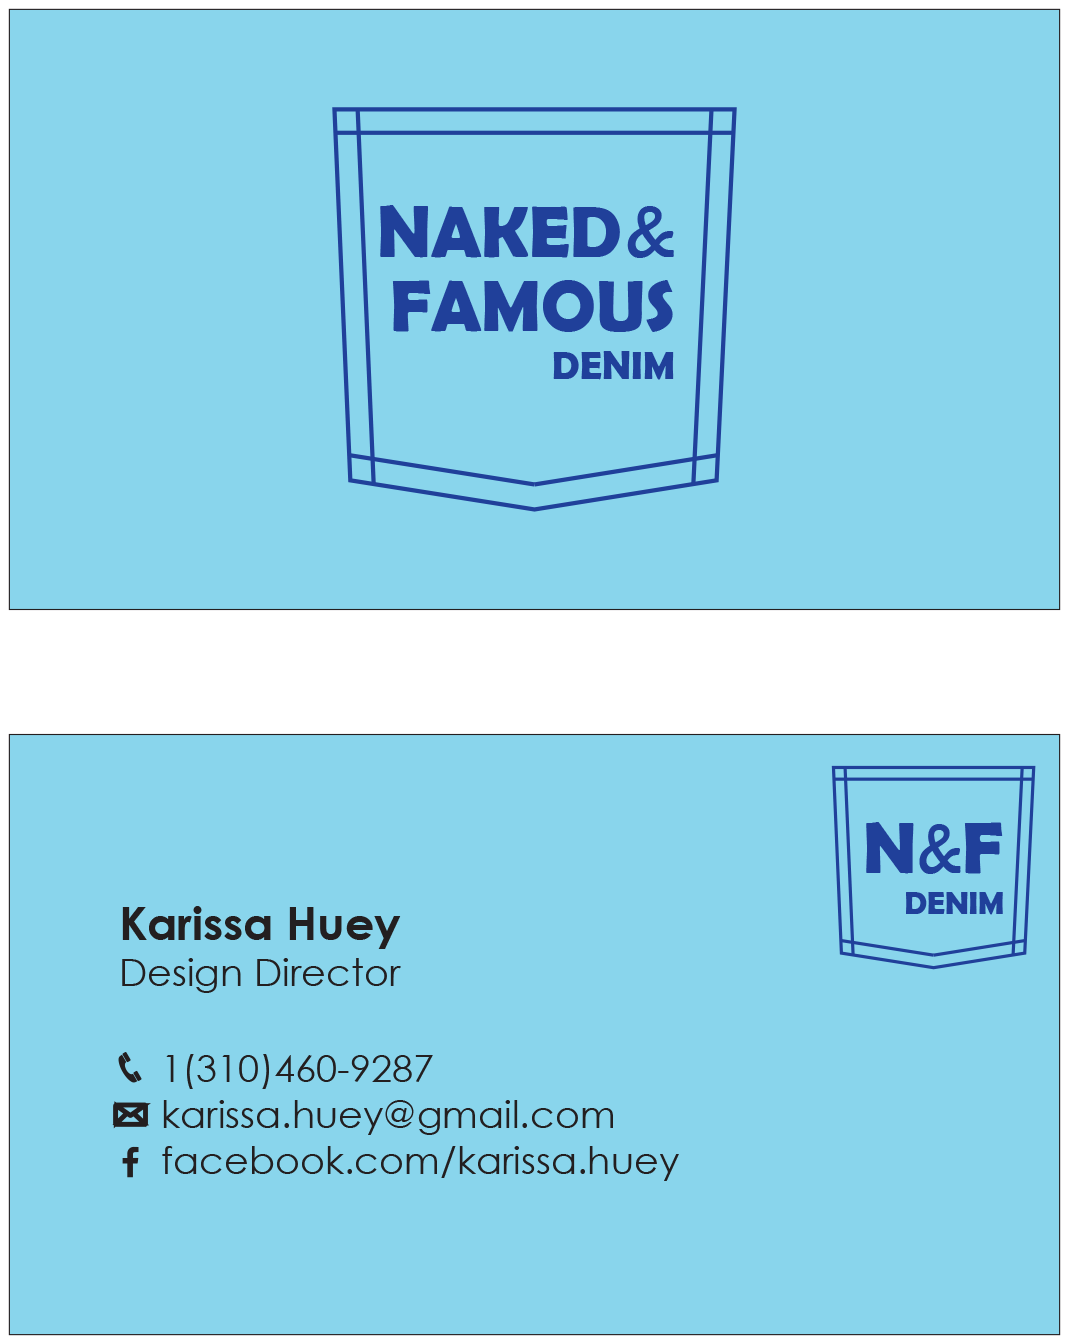 NAKED&
FAMOUS
DENIM
N&F
DENIM
Karissa Huey
Design Director
1(310)460-9287
karissa.huey@gmail.com
facebook.com/karissa.huey